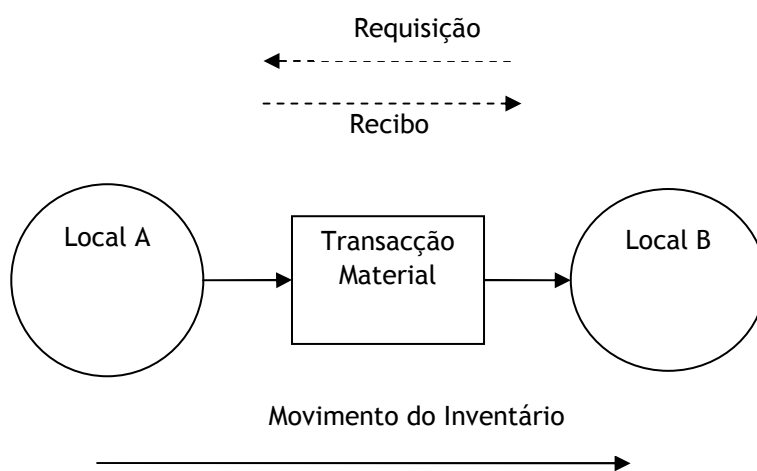 Requisição
Recibo
Local A
Transacção
Material
Local B
Movimento do Inventário